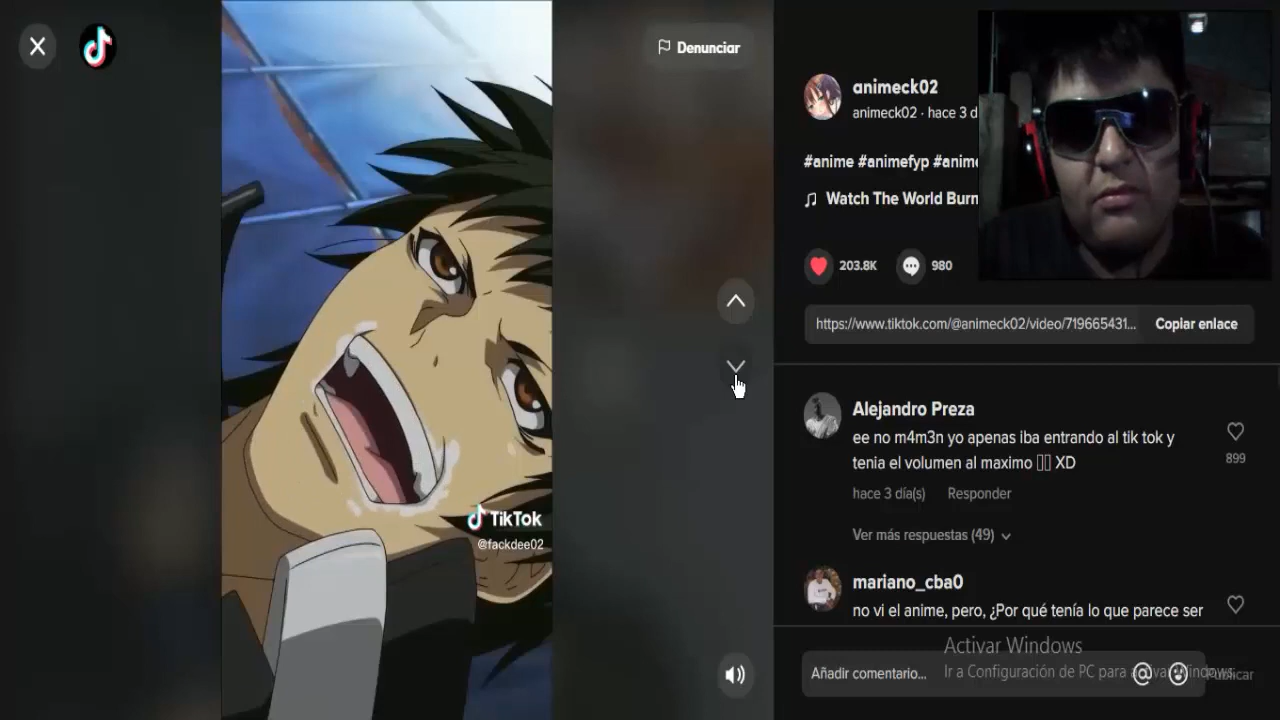 Denunciar
animeck02
animeck02 · hace 3 d
#anime #animefyp #anime
Watch The World Burn
203.8K
980
https://www.tiktok.com/@animeck02/video/719665431...
Copiar enlace
Alejandro Preza
ee no m4m3n yo apenas iba entrando al tik tok y
tenia el volumen al maximo XD
899
hace 3 día(s)
Responder
Ver más respuestas (49)
mariano_cba0
no vi el anime, pero, ¿Por qué tenía lo que parece ser
TikTok
@fackdee02
Activar Windows
Ir a Configuración de PC para activar Windows.
Añadir comentario...
Publicar